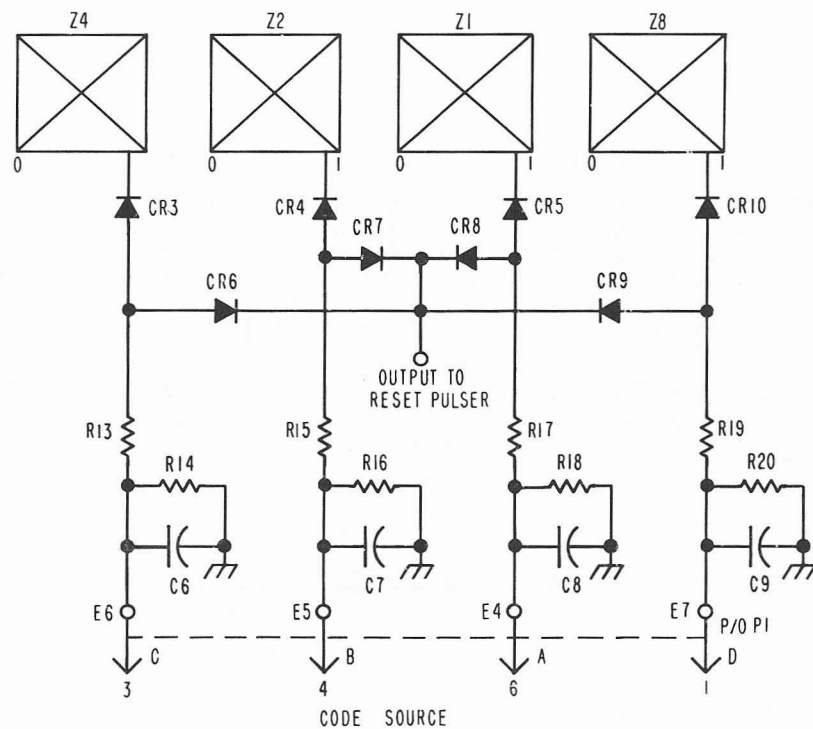 Z4 Z2 Z1 Z8
0 0 1 0 1 0 1
CR3 CR4 CR7 CR8 CR5 CR10
CR6 CR9
OUTPUT TO
RESET PULSER
R13 R15 R17 R19
R14 R16 R18 R20
C6 C7 C8 C9
E6 E5 E4 E7 P/O P1
C B A D
3 4 6 1
CODE SOURCE